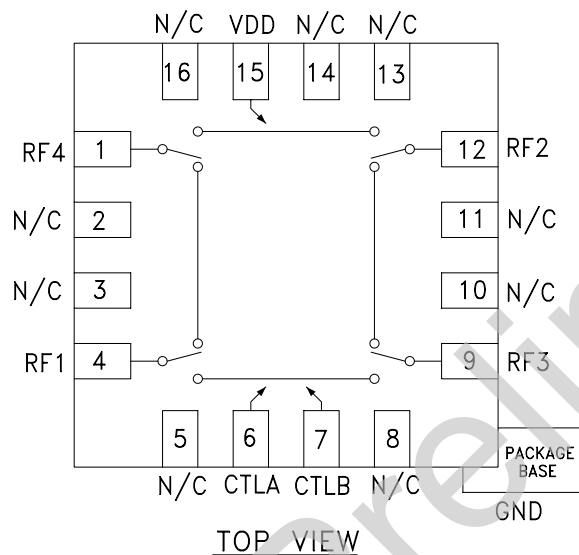 N/C VDD N/C N/C
16 15 14 13
RF4 1 12 RF2
N/C 2 11 N/C
N/C 3 10 N/C
RF1 4 9 RF3
5 6 7 8
N/C CTLA CTLB N/C
PACKAGE
BASE
GND
TOP VIEW